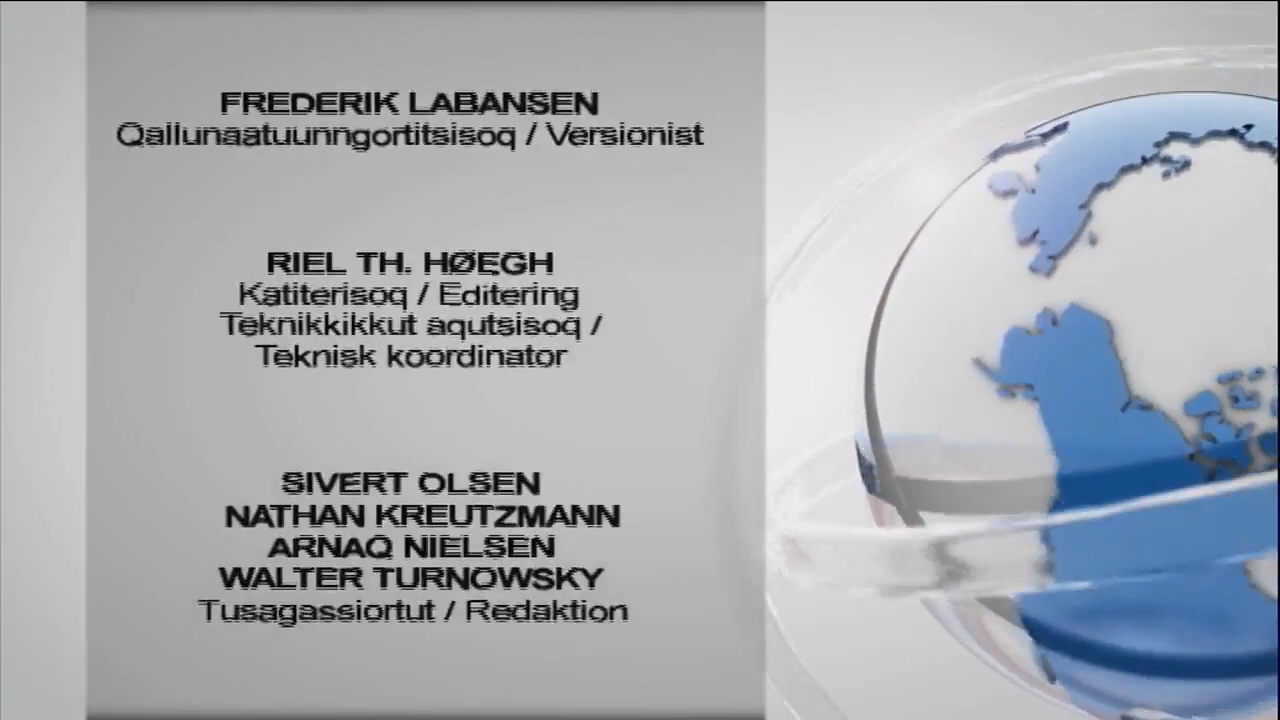 FREDERIK LABANSEN
Qallunaatuunngortitsisoq / Versionist
RIEL TH. HØEGH
Katiterisoq / Editering
Teknikkikkut aqutsisoq /
Teknisk koordinator
SIVERT OLSEN
NATHAN KREUTZMANN
ARNAQ NIELSEN
WALTER TURNOWSKY
Tusagassiortut / Redaktion